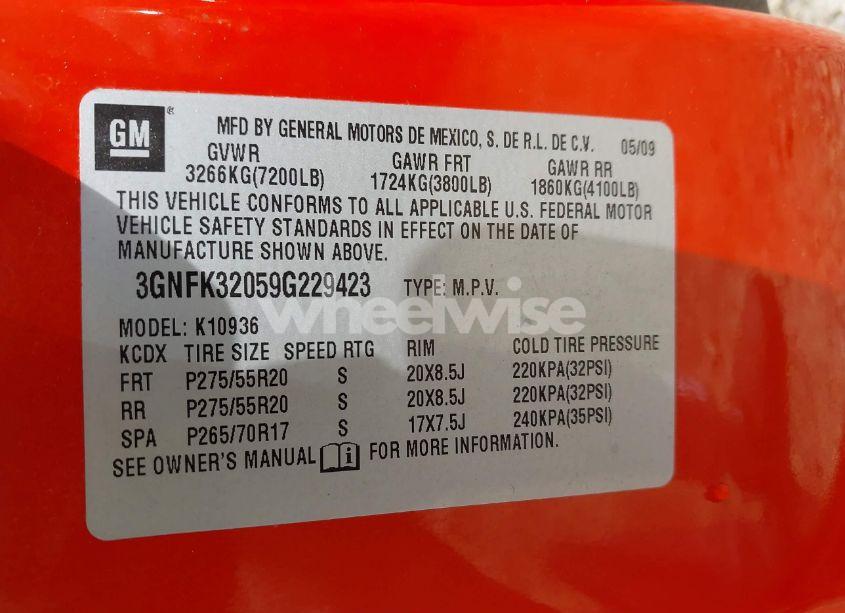 GM®
MFD BY GENERAL MOTORS DE MEXICO, S. DE R.L. DE C.V. 05/09
GVWR GAWR FRT GAWR RR
3266KG(7200LB) 1724KG(3800LB) 1860KG(4100LB)
THIS VEHICLE CONFORMS TO ALL APPLICABLE U.S. FEDERAL MOTOR
VEHICLE SAFETY STANDARDS IN EFFECT ON THE DATE OF
MANUFACTURE SHOWN ABOVE.
3GNFK32059G229423 TYPE: M.P.V.
wheelwise
MODEL: K10936
KCDX TIRE SIZE SPEED RTG RIM COLD TIRE PRESSURE
FRT P275/55R20 S 20X8.5J 220KPA(32PSI)
RR P275/55R20 S 20X8.5J 220KPA(32PSI)
SPA P265/70R17 S 17X7.5J 240KPA(35PSI)
SEE OWNER'S MANUAL i FOR MORE INFORMATION.